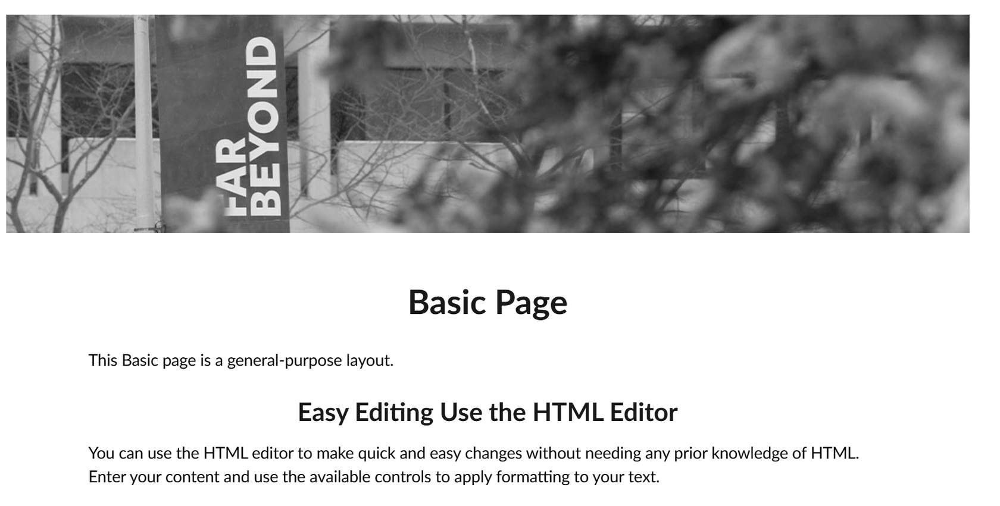 FAR
BEYOND
Basic Page
This Basic page is a general-purpose layout.
Easy Editing Use the HTML Editor
You can use the HTML editor to make quick and easy changes without needing any prior knowledge of HTML.
Enter your content and use the available controls to apply formatting to your text.